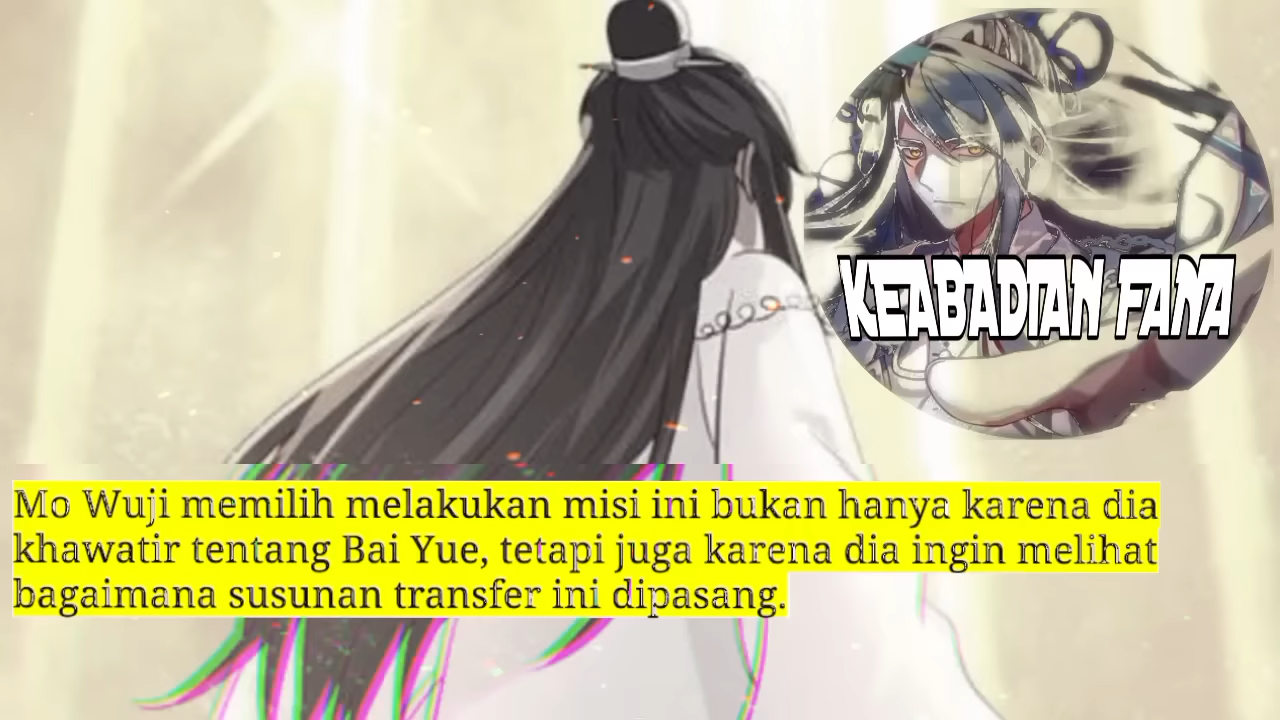 KEABADIAN FANA
Mo Wuji memilih melakukan misi ini bukan hanya karena dia
khawatir tentang Bai Yue, tetapi juga karena dia ingin melihat
bagaimana susunan transfer ini dipasang.